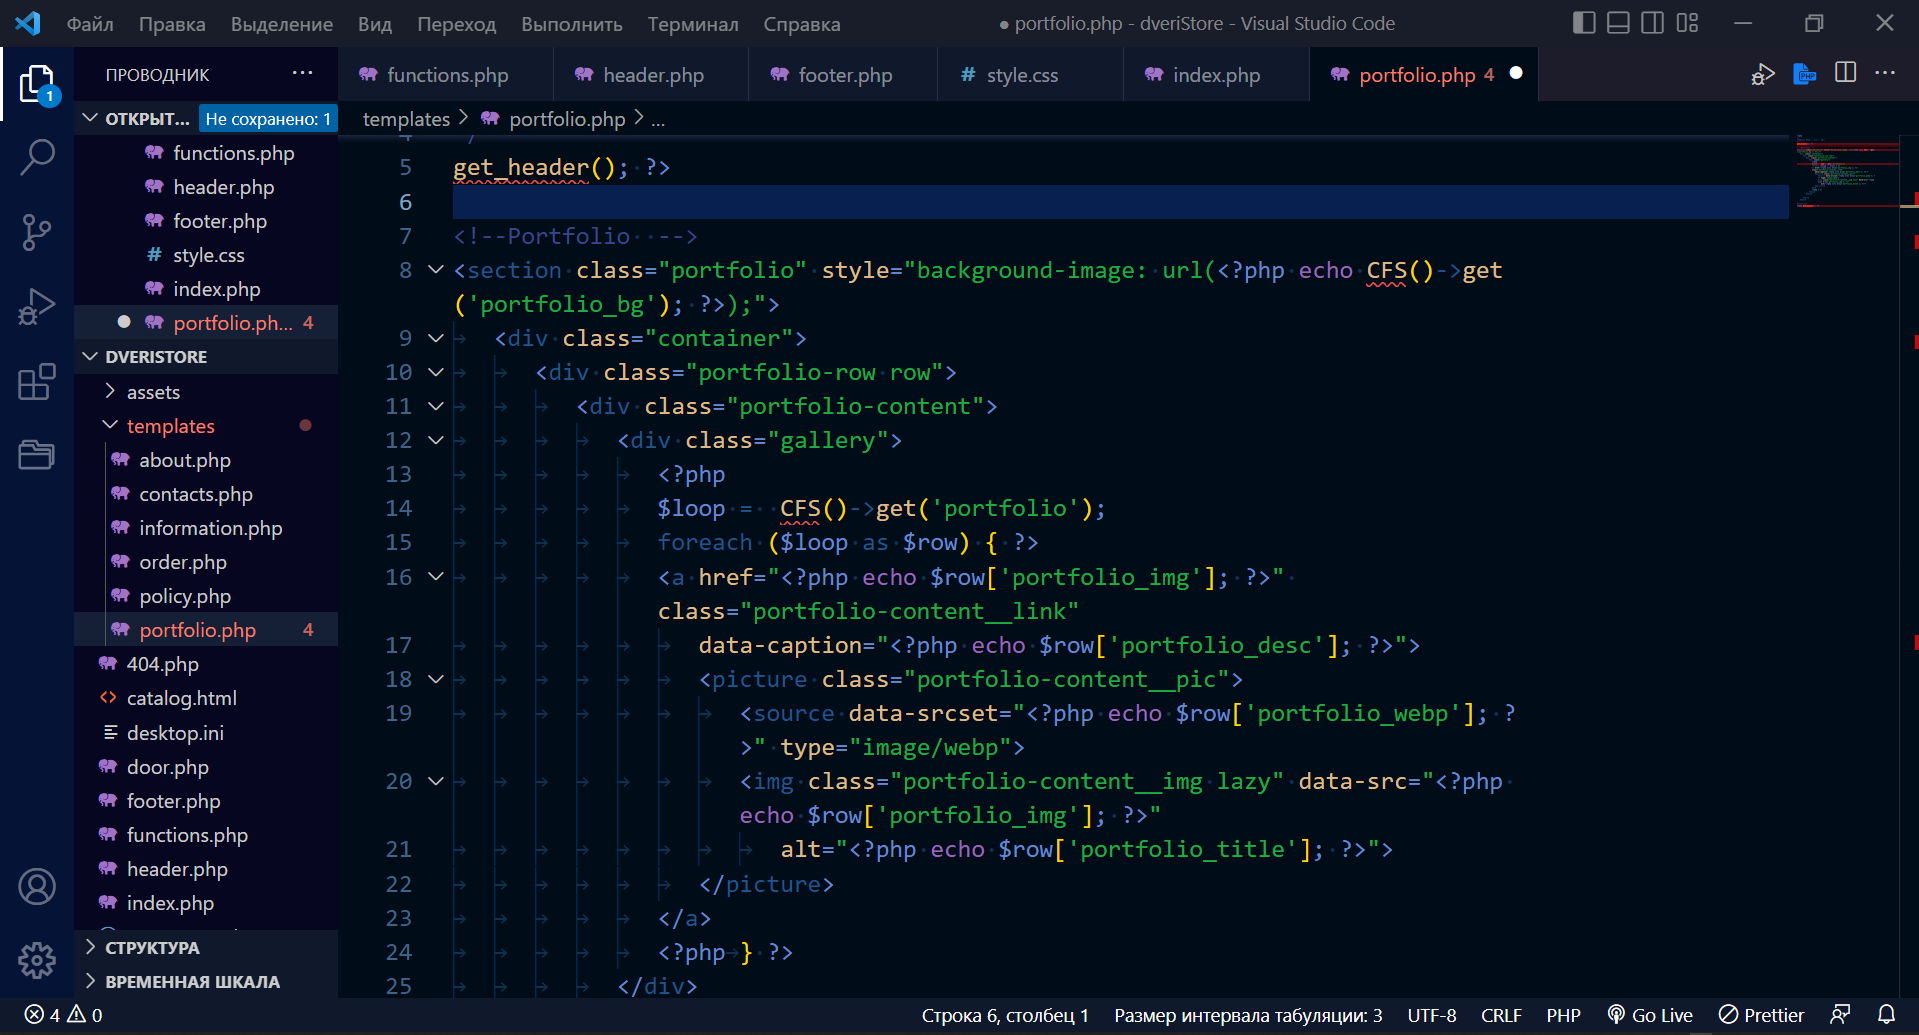 Файл Правка Выделение Вид Переход Выполнить Терминал Справка
● portfolio.php - dveriStore - Visual Studio Code
ПРОВОДНИК ···
functions.php header.php footer.php # style.css index.php portfolio.php 4
1
ОТКРЫТ... Не сохранено: 1
functions.php
header.php
footer.php
# style.css
index.php
portfolio.ph... 4
DVERISTORE
assets
templates
about.php
contacts.php
information.php
order.php
policy.php
portfolio.php 4
404.php
<> catalog.html
desktop.ini
door.php
footer.php
functions.php
header.php
index.php
СТРУКТУРА
ВРЕМЕННАЯ ШКАЛА
templates > portfolio.php > ...
5 get_header(); ?>
6
7 <!--Portfolio  -->
8 <section class="portfolio" style="background-image: url(<?php echo CFS()->get
('portfolio_bg'); ?>);">
9 <div class="container">
10 <div class="portfolio-row row">
11 <div class="portfolio-content">
12 <div class="gallery">
13 <?php
14 $loop =  CFS()->get('portfolio');
15 foreach ($loop as $row) { ?>
16 <a href="<?php echo $row['portfolio_img']; ?>"
class="portfolio-content__link"
17 data-caption="<?php echo $row['portfolio_desc']; ?>">
18 <picture class="portfolio-content__pic">
19 <source data-srcset="<?php echo $row['portfolio_webp']; ?
>" type="image/webp">
20 <img class="portfolio-content__img lazy" data-src="<?php
echo $row['portfolio_img']; ?>"
21 alt="<?php echo $row['portfolio_title']; ?>">
22 </picture>
23 </a>
24 <?php } ?>
25 </div>
4 0
Строка 6, столбец 1 Размер интервала табуляции: 3 UTF-8 CRLF PHP Go Live Prettier